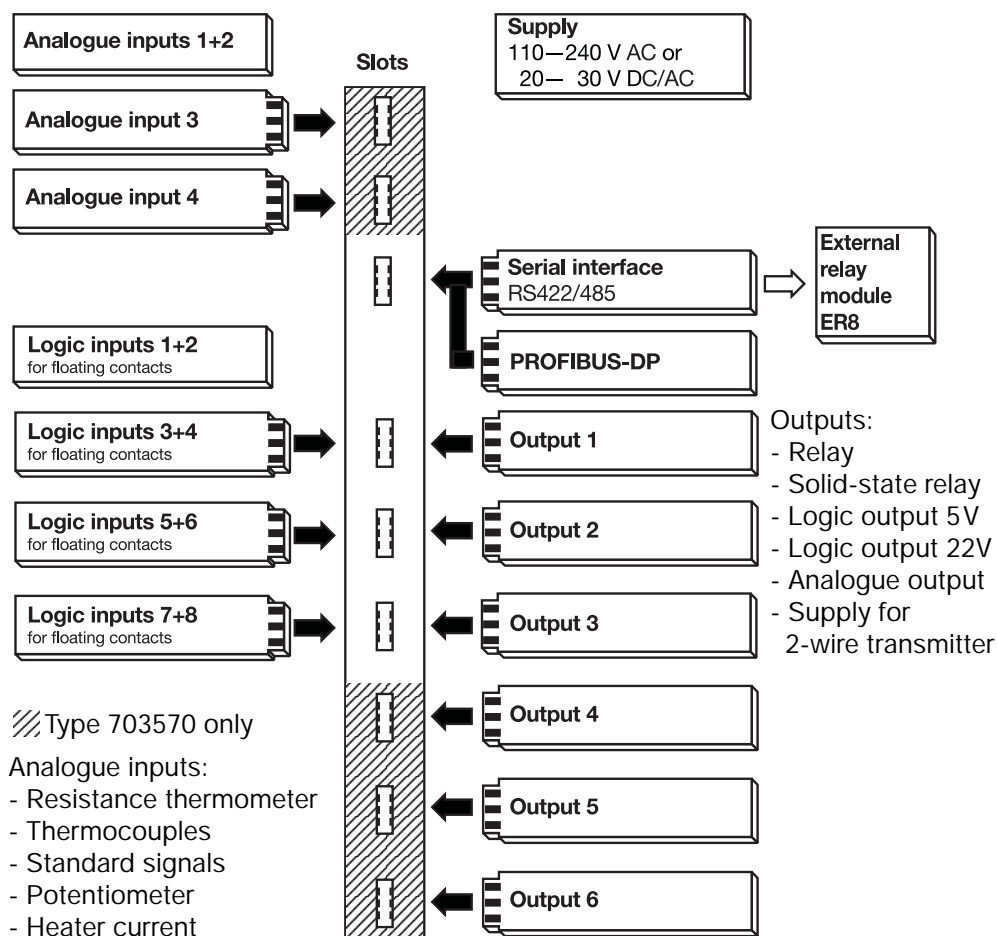 Analogue inputs 1+2
Supply
110—240 V AC or
20— 30 V DC/AC
Slots
Analogue input 3
Analogue input 4
Serial interface
RS422/485
External
relay
module
ER8
Logic inputs 1+2
for floating contacts
PROFIBUS-DP
Logic inputs 3+4
for floating contacts
Output 1
Outputs:
- Relay
- Solid-state relay
- Logic output 5V
- Logic output 22V
- Analogue output
- Supply for
2-wire transmitter
Logic inputs 5+6
for floating contacts
Output 2
Logic inputs 7+8
for floating contacts
Output 3
Type 703570 only
Output 4
Analogue inputs:
- Resistance thermometer
- Thermocouples
- Standard signals
- Potentiometer
- Heater current
Output 5
Output 6